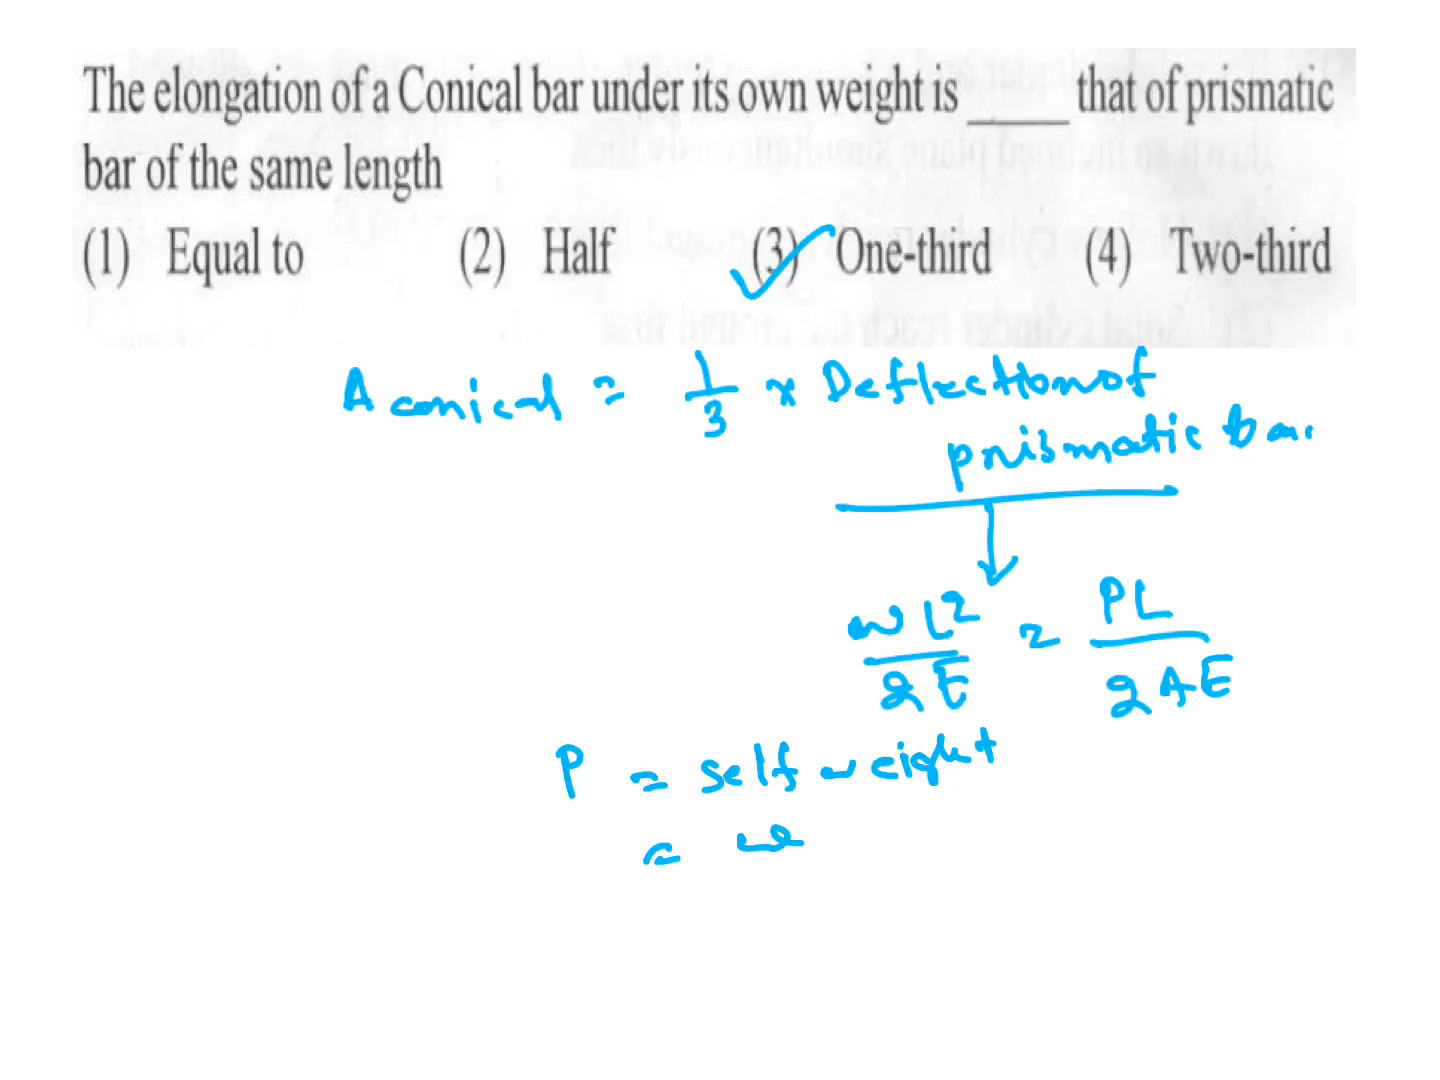 The elongation of a Conical bar under its own weight is _____ that of prismatic
bar of the same length
(1) Equal to (2) Half (3) One-third (4) Two-third
Δ conical = 1/3 × Deflection of
prismatic bar
wL²/2E = PL/2AE
P = self weight
=